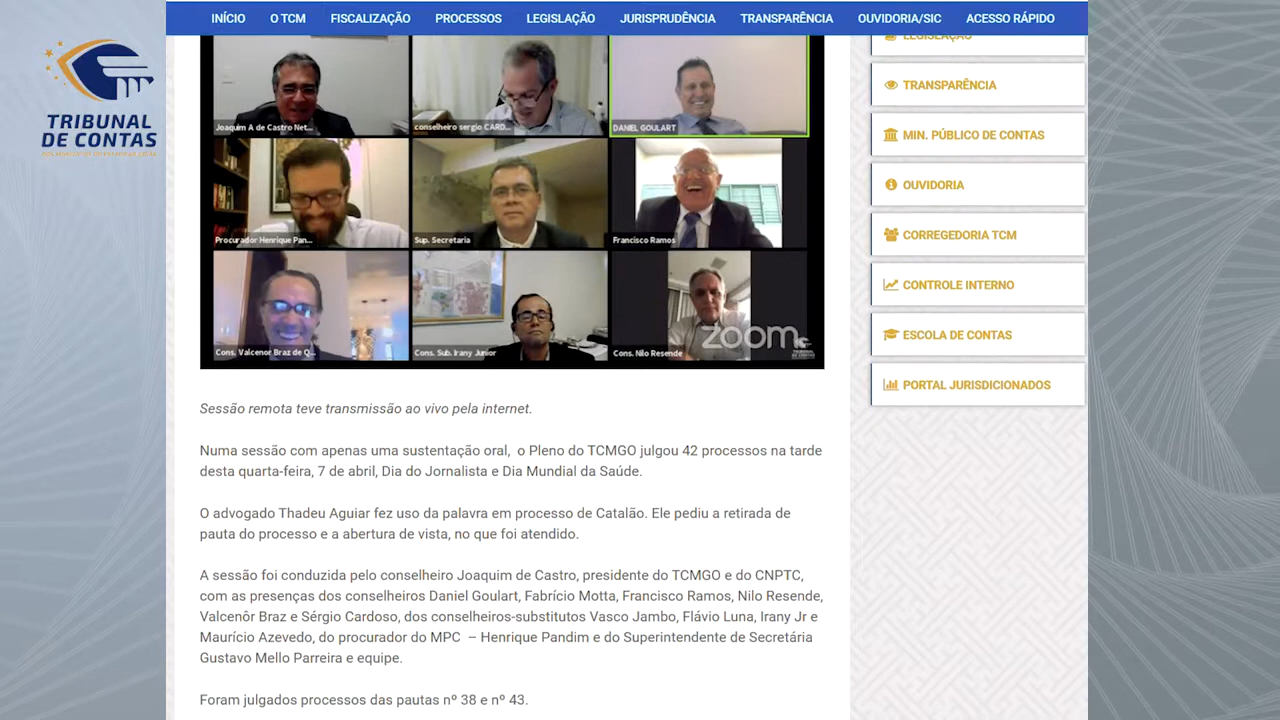 INÍCIO O TCM FISCALIZAÇÃO PROCESSOS LEGISLAÇÃO JURISPRUDÊNCIA TRANSPARÊNCIA OUVIDORIA/SIC ACESSO RÁPIDO
TRIBUNAL
DE CONTAS
Joaquim A de Castro Net...
conselheiro sergio CARD...
DANIEL GOULART
Procurador Henrique Pan...
Sup. Secretaria
Francisco Ramos
Cons. Valcenor Braz de Q...
Cons. Sub. Irany Junior
Cons. Nilo Resende
zoom
LEGISLAÇÃO
TRANSPARÊNCIA
MIN. PÚBLICO DE CONTAS
OUVIDORIA
CORREGEDORIA TCM
CONTROLE INTERNO
ESCOLA DE CONTAS
PORTAL JURISDICIONADOS
Sessão remota teve transmissão ao vivo pela internet.
Numa sessão com apenas uma sustentação oral,  o Pleno do TCMGO julgou 42 processos na tarde
desta quarta-feira, 7 de abril, Dia do Jornalista e Dia Mundial da Saúde.
O advogado Thadeu Aguiar fez uso da palavra em processo de Catalão. Ele pediu a retirada de
pauta do processo e a abertura de vista, no que foi atendido.
A sessão foi conduzida pelo conselheiro Joaquim de Castro, presidente do TCMGO e do CNPTC,
com as presenças dos conselheiros Daniel Goulart, Fabrício Motta, Francisco Ramos, Nilo Resende,
Valcenôr Braz e Sérgio Cardoso, dos conselheiros-substitutos Vasco Jambo, Flávio Luna, Irany Jr e
Maurício Azevedo, do procurador do MPC  – Henrique Pandim e do Superintendente de Secretária
Gustavo Mello Parreira e equipe.
Foram julgados processos das pautas nº 38 e nº 43.